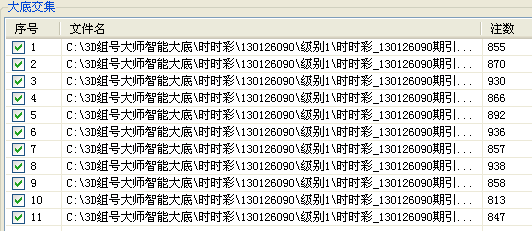 大底交集
序号 文件名 注数
1 C:\3D组号大师智能大底\时时彩\130126090\级别1\时时彩_130126090期引... 855
2 C:\3D组号大师智能大底\时时彩\130126090\级别1\时时彩_130126090期引... 870
3 C:\3D组号大师智能大底\时时彩\130126090\级别1\时时彩_130126090期引... 930
4 C:\3D组号大师智能大底\时时彩\130126090\级别1\时时彩_130126090期引... 866
5 C:\3D组号大师智能大底\时时彩\130126090\级别1\时时彩_130126090期引... 892
6 C:\3D组号大师智能大底\时时彩\130126090\级别1\时时彩_130126090期引... 936
7 C:\3D组号大师智能大底\时时彩\130126090\级别1\时时彩_130126090期引... 857
8 C:\3D组号大师智能大底\时时彩\130126090\级别1\时时彩_130126090期引... 938
9 C:\3D组号大师智能大底\时时彩\130126090\级别1\时时彩_130126090期引... 858
10 C:\3D组号大师智能大底\时时彩\130126090\级别1\时时彩_130126090期引... 813
11 C:\3D组号大师智能大底\时时彩\130126090\级别1\时时彩_130126090期引... 847